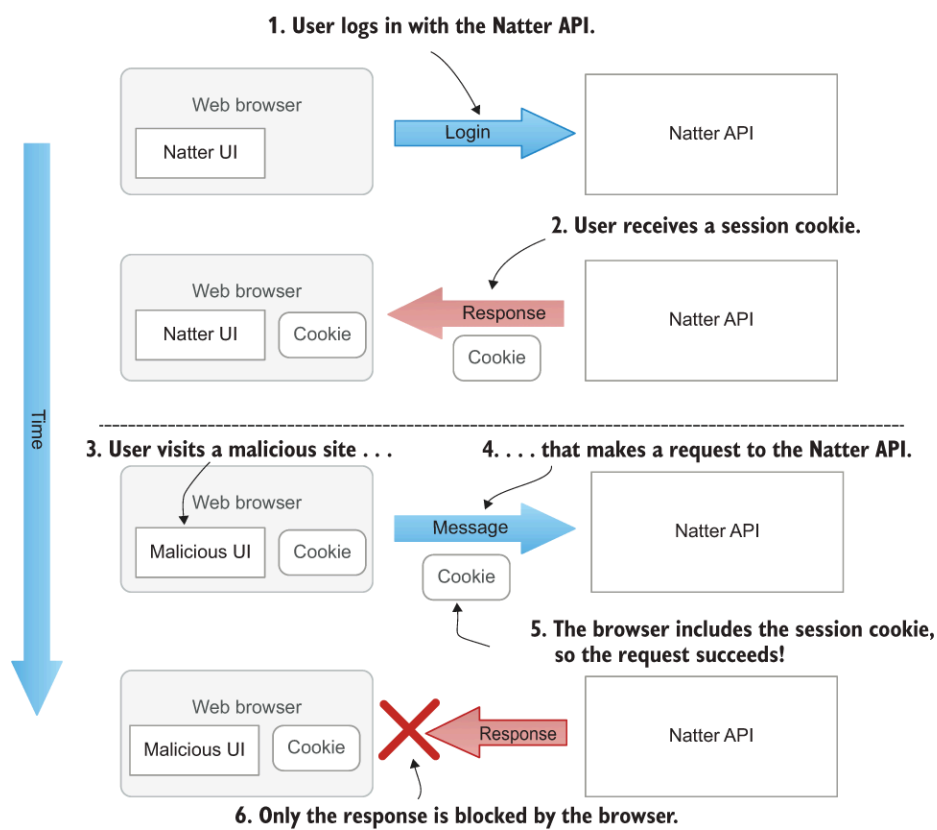 1. User logs in with the Natter API.
Web browser
Natter UI
Login
Natter API
2. User receives a session cookie.
Web browser
Natter UI
Cookie
Response
Cookie
Natter API
Time
3. User visits a malicious site . . .
4. . . . that makes a request to the Natter API.
Web browser
Malicious UI
Cookie
Message
Cookie
Natter API
5. The browser includes the session cookie,
so the request succeeds!
Web browser
Malicious UI
Cookie
Response
Natter API
6. Only the response is blocked by the browser.